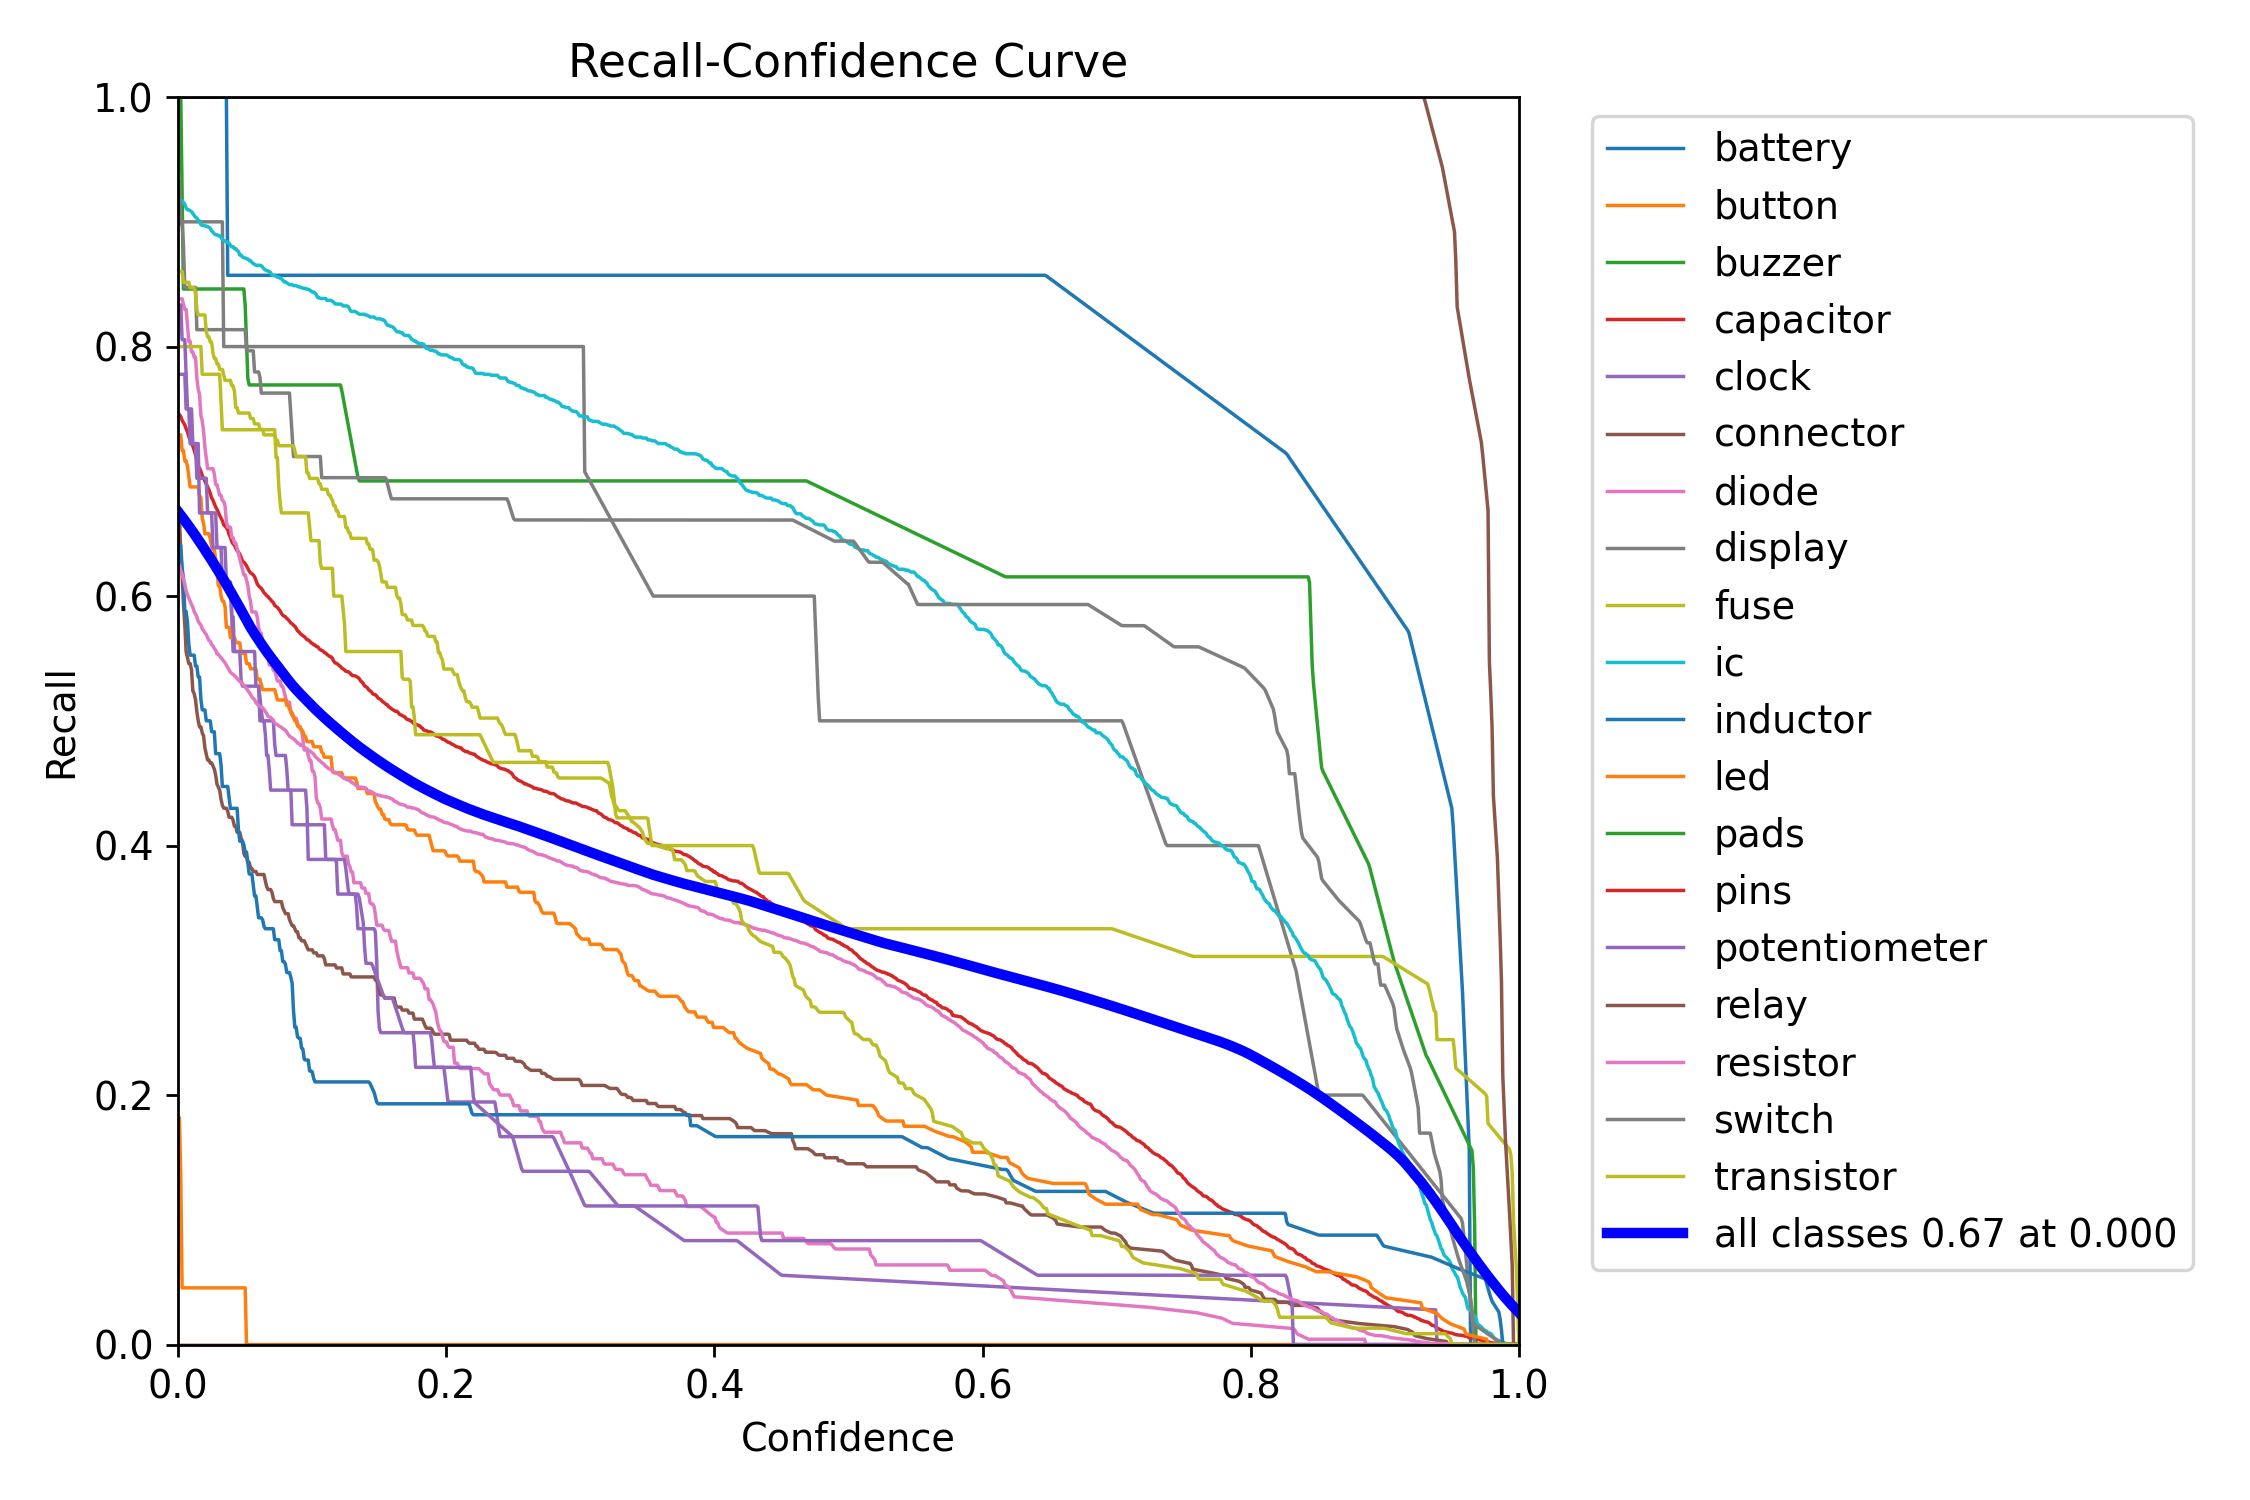 Recall-Confidence Curve
1.0
0.8
0.6
0.4
0.2
0.0
Recall
0.0 0.2 0.4 0.6 0.8 1.0
Confidence
battery
button
buzzer
capacitor
clock
connector
diode
display
fuse
ic
inductor
led
pads
pins
potentiometer
relay
resistor
switch
transistor
all classes 0.67 at 0.000